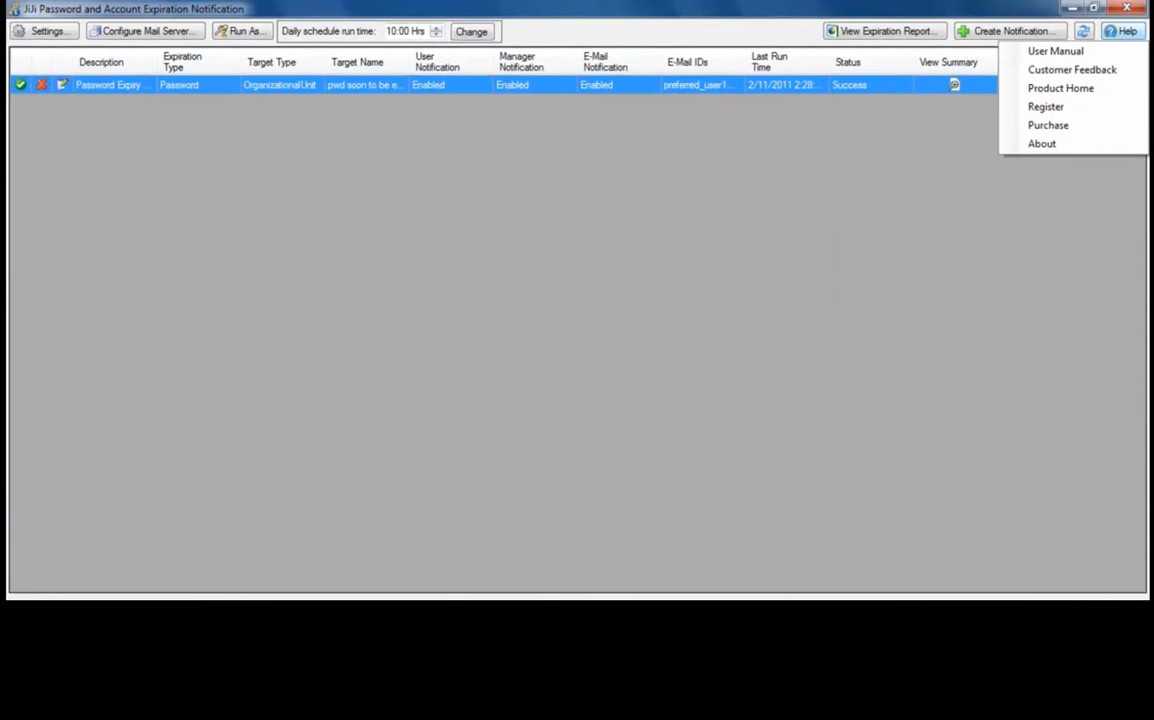 JiJi Password and Account Expiration Notification
Settings... Configure Mail Server... Run As... Daily schedule run time: 10:00 Hrs Change View Expiration Report... Create Notification... Help
Description Expiration Type Target Type Target Name User Notification Manager Notification E-Mail Notification E-Mail IDs Last Run Time Status View Summary
Password Expiry ... Password OrganizationalUnit pwd soon to be e... Enabled Enabled Enabled preferred_user1... 2/11/2011 2:28:... Success
User Manual
Customer Feedback
Product Home
Register
Purchase
About